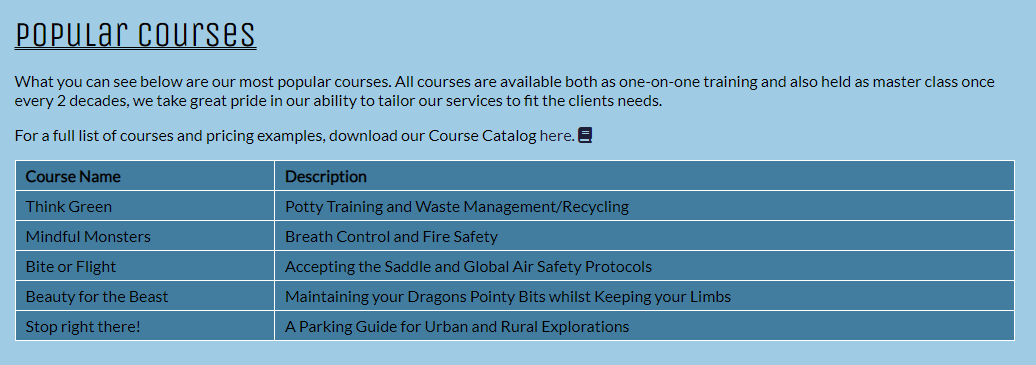 Popular Courses
What you can see below are our most popular courses. All courses are available both as one-on-one training and also held as master class once
every 2 decades, we take great pride in our ability to tailor our services to fit the clients needs.
For a full list of courses and pricing examples, download our Course Catalog here.
Course Name Description
Think Green Potty Training and Waste Management/Recycling
Mindful Monsters Breath Control and Fire Safety
Bite or Flight Accepting the Saddle and Global Air Safety Protocols
Beauty for the Beast Maintaining your Dragons Pointy Bits whilst Keeping your Limbs
Stop right there! A Parking Guide for Urban and Rural Explorations